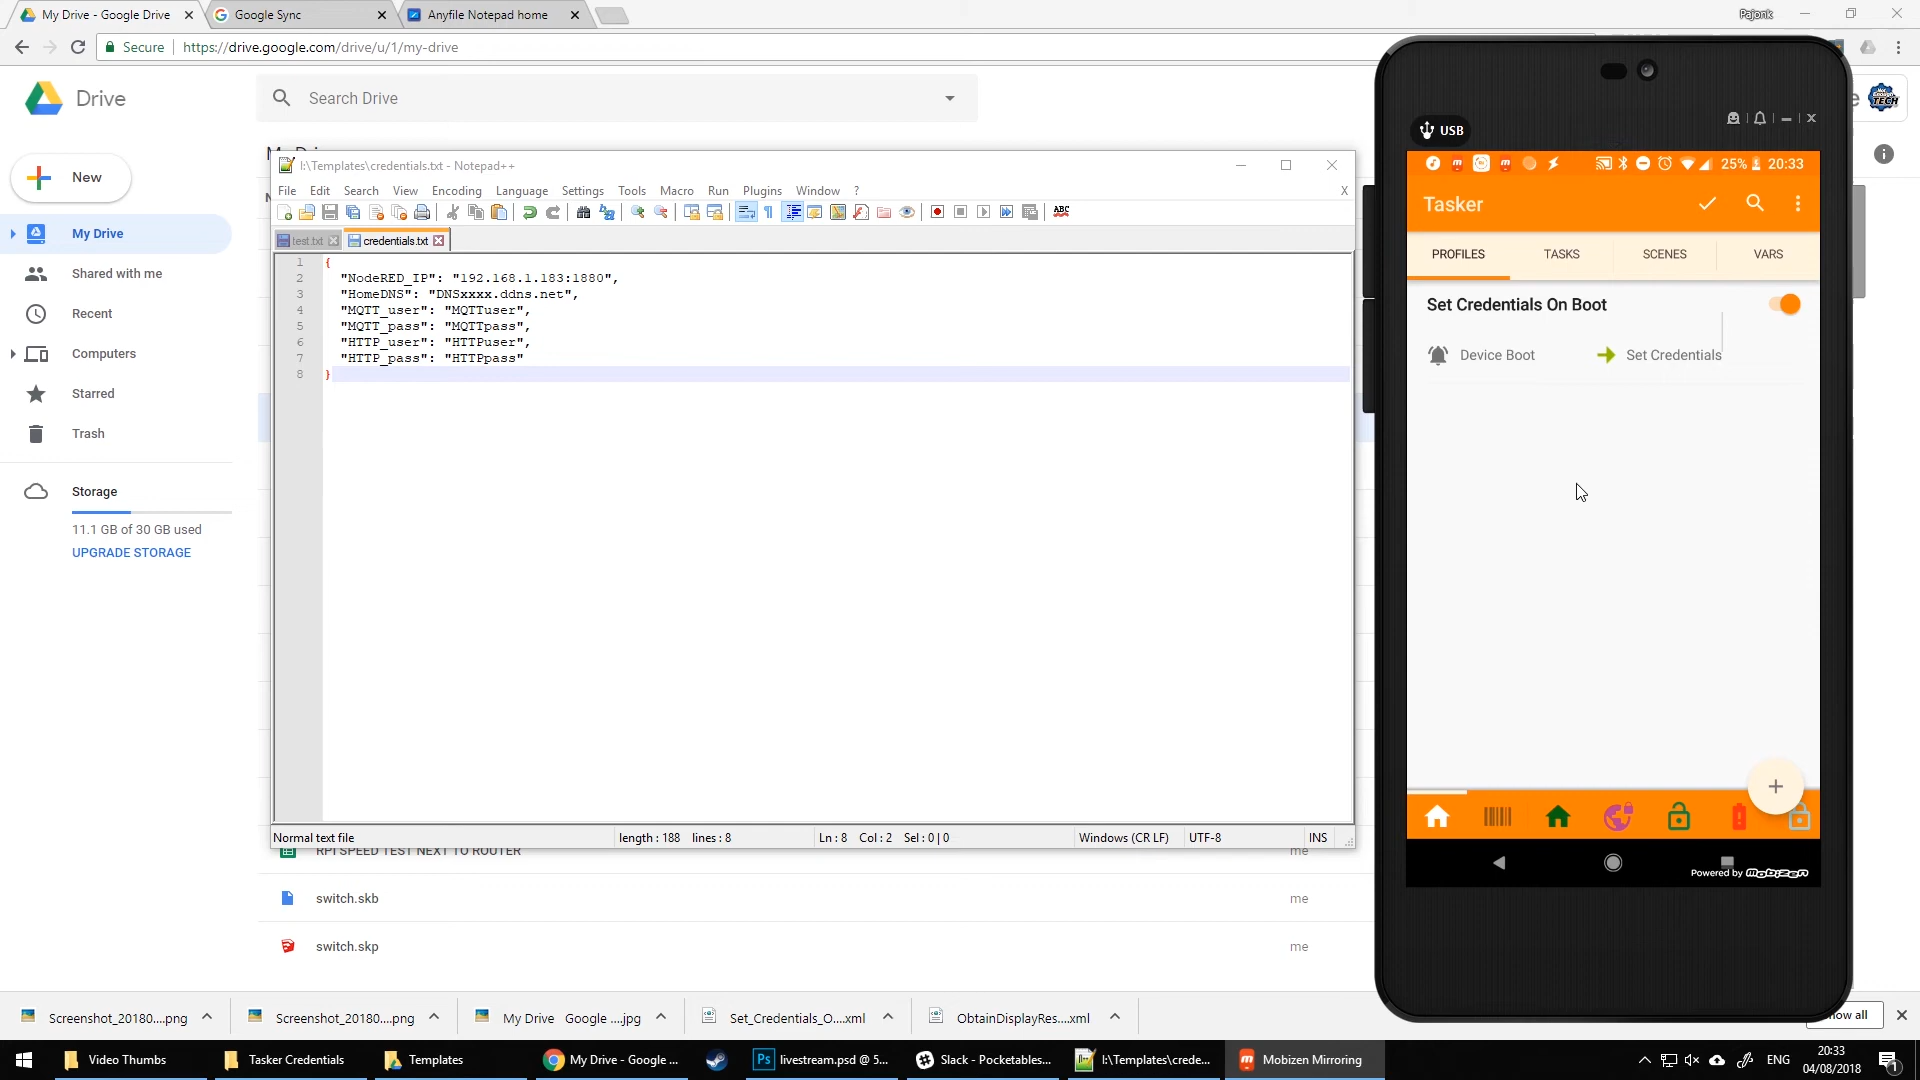 My Drive - Google Drive
Google Sync
Anyfile Notepad home
Pajonk
Secure
https://drive.google.com/drive/u/1/my-drive
Drive
Search Drive
New
My Drive
Shared with me
Recent
Computers
Starred
Trash
Storage
11.1 GB of 30 GB used
UPGRADE STORAGE
I:\Templates\credentials.txt - Notepad++
File Edit Search View Encoding Language Settings Tools Macro Run Plugins Window ? X
ABC
test.txt
credentials.txt
1 {
2 "NodeRED_IP": "192.168.1.183:1880",
3 "HomeDNS": "DNSxxxx.ddns.net",
4 "MQTT_user": "MQTTuser",
5 "MQTT_pass": "MQTTpass",
6 "HTTP_user": "HTTPuser",
7 "HTTP_pass": "HTTPpass"
8 }
Normal text file length : 188 lines : 8 Ln : 8 Col : 2 Sel : 0 | 0 Windows (CR LF) UTF-8 INS
RPI SPEED TEST NEXT TO ROUTER me
switch.skb me
switch.skp me
USB
25% 20:33
Tasker
PROFILES TASKS SCENES VARS
Set Credentials On Boot
Device Boot Set Credentials
Powered by mobizen
Not Enough TECH
Screenshot_20180....png
Screenshot_20180....png
My Drive Google ....jpg
Set_Credentials_O....xml
ObtainDisplayRes....xml
how all
Video Thumbs
Tasker Credentials
Templates
My Drive - Google ...
livestream.psd @ 5...
Slack - Pocketables...
I:\Templates\crede...
Mobizen Mirroring
ENG
20:33
04/08/2018
1